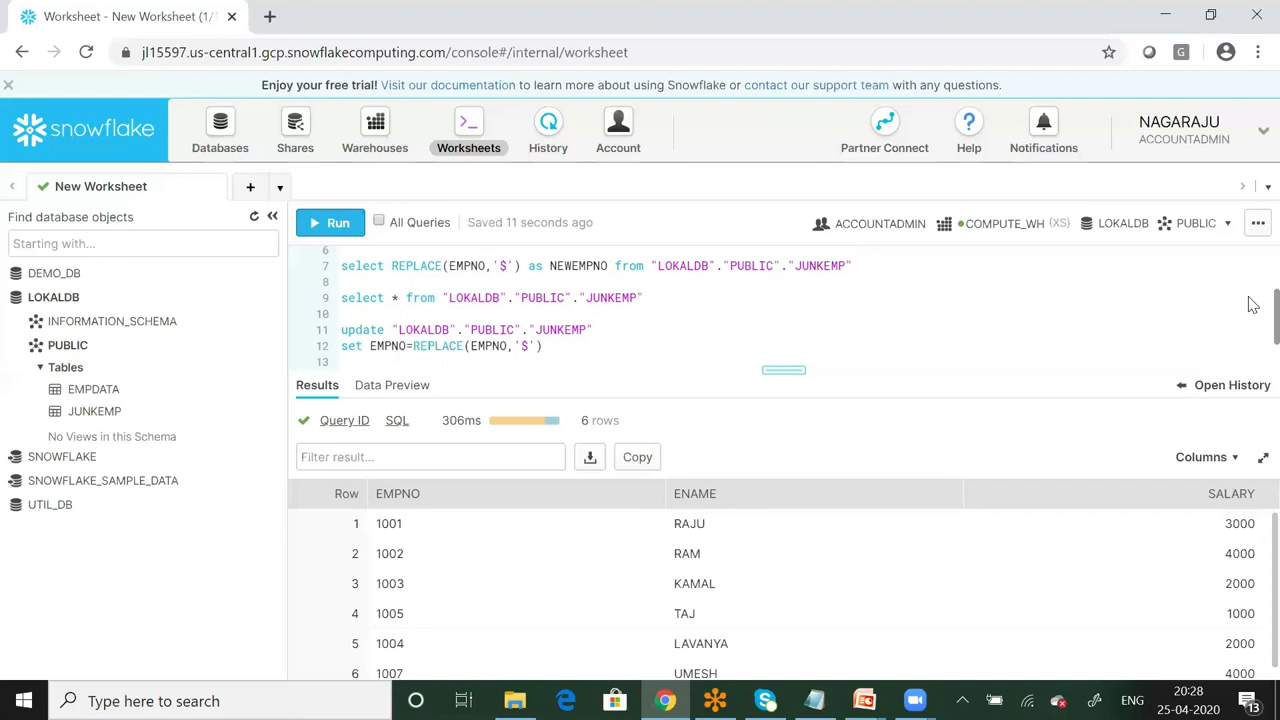 Worksheet - New Worksheet (1/1
jl15597.us-central1.gcp.snowflakecomputing.com/console#/internal/worksheet
G
Enjoy your free trial! Visit our documentation to learn more about using Snowflake or contact our support team with any questions.
snowflake
Databases
Shares
Warehouses
Worksheets
History
Account
Partner Connect
Help
Notifications
NAGARAJU
ACCOUNTADMIN
New Worksheet
Find database objects
Starting with...
DEMO_DB
LOKALDB
INFORMATION_SCHEMA
PUBLIC
Tables
EMPDATA
JUNKEMP
No Views in this Schema
SNOWFLAKE
SNOWFLAKE_SAMPLE_DATA
UTIL_DB
Run
All Queries
Saved 11 seconds ago
ACCOUNTADMIN
COMPUTE_WH (XS)
LOKALDB
PUBLIC
6
7 select REPLACE(EMPNO,'$') as NEWEMPNO from "LOKALDB"."PUBLIC"."JUNKEMP"
8
9 select * from "LOKALDB"."PUBLIC"."JUNKEMP"
10
11 update "LOKALDB"."PUBLIC"."JUNKEMP"
12 set EMPNO=REPLACE(EMPNO,'$')
13
Results Data Preview
Open History
Query ID SQL 306ms 6 rows
Filter result...
Copy
Columns
Row EMPNO ENAME SALARY
1 1001 RAJU 3000
2 1002 RAM 4000
3 1003 KAMAL 2000
4 1005 TAJ 1000
5 1004 LAVANYA 2000
6 1007 UMESH 4000
Type here to search
ENG
20:28
25-04-2020
13